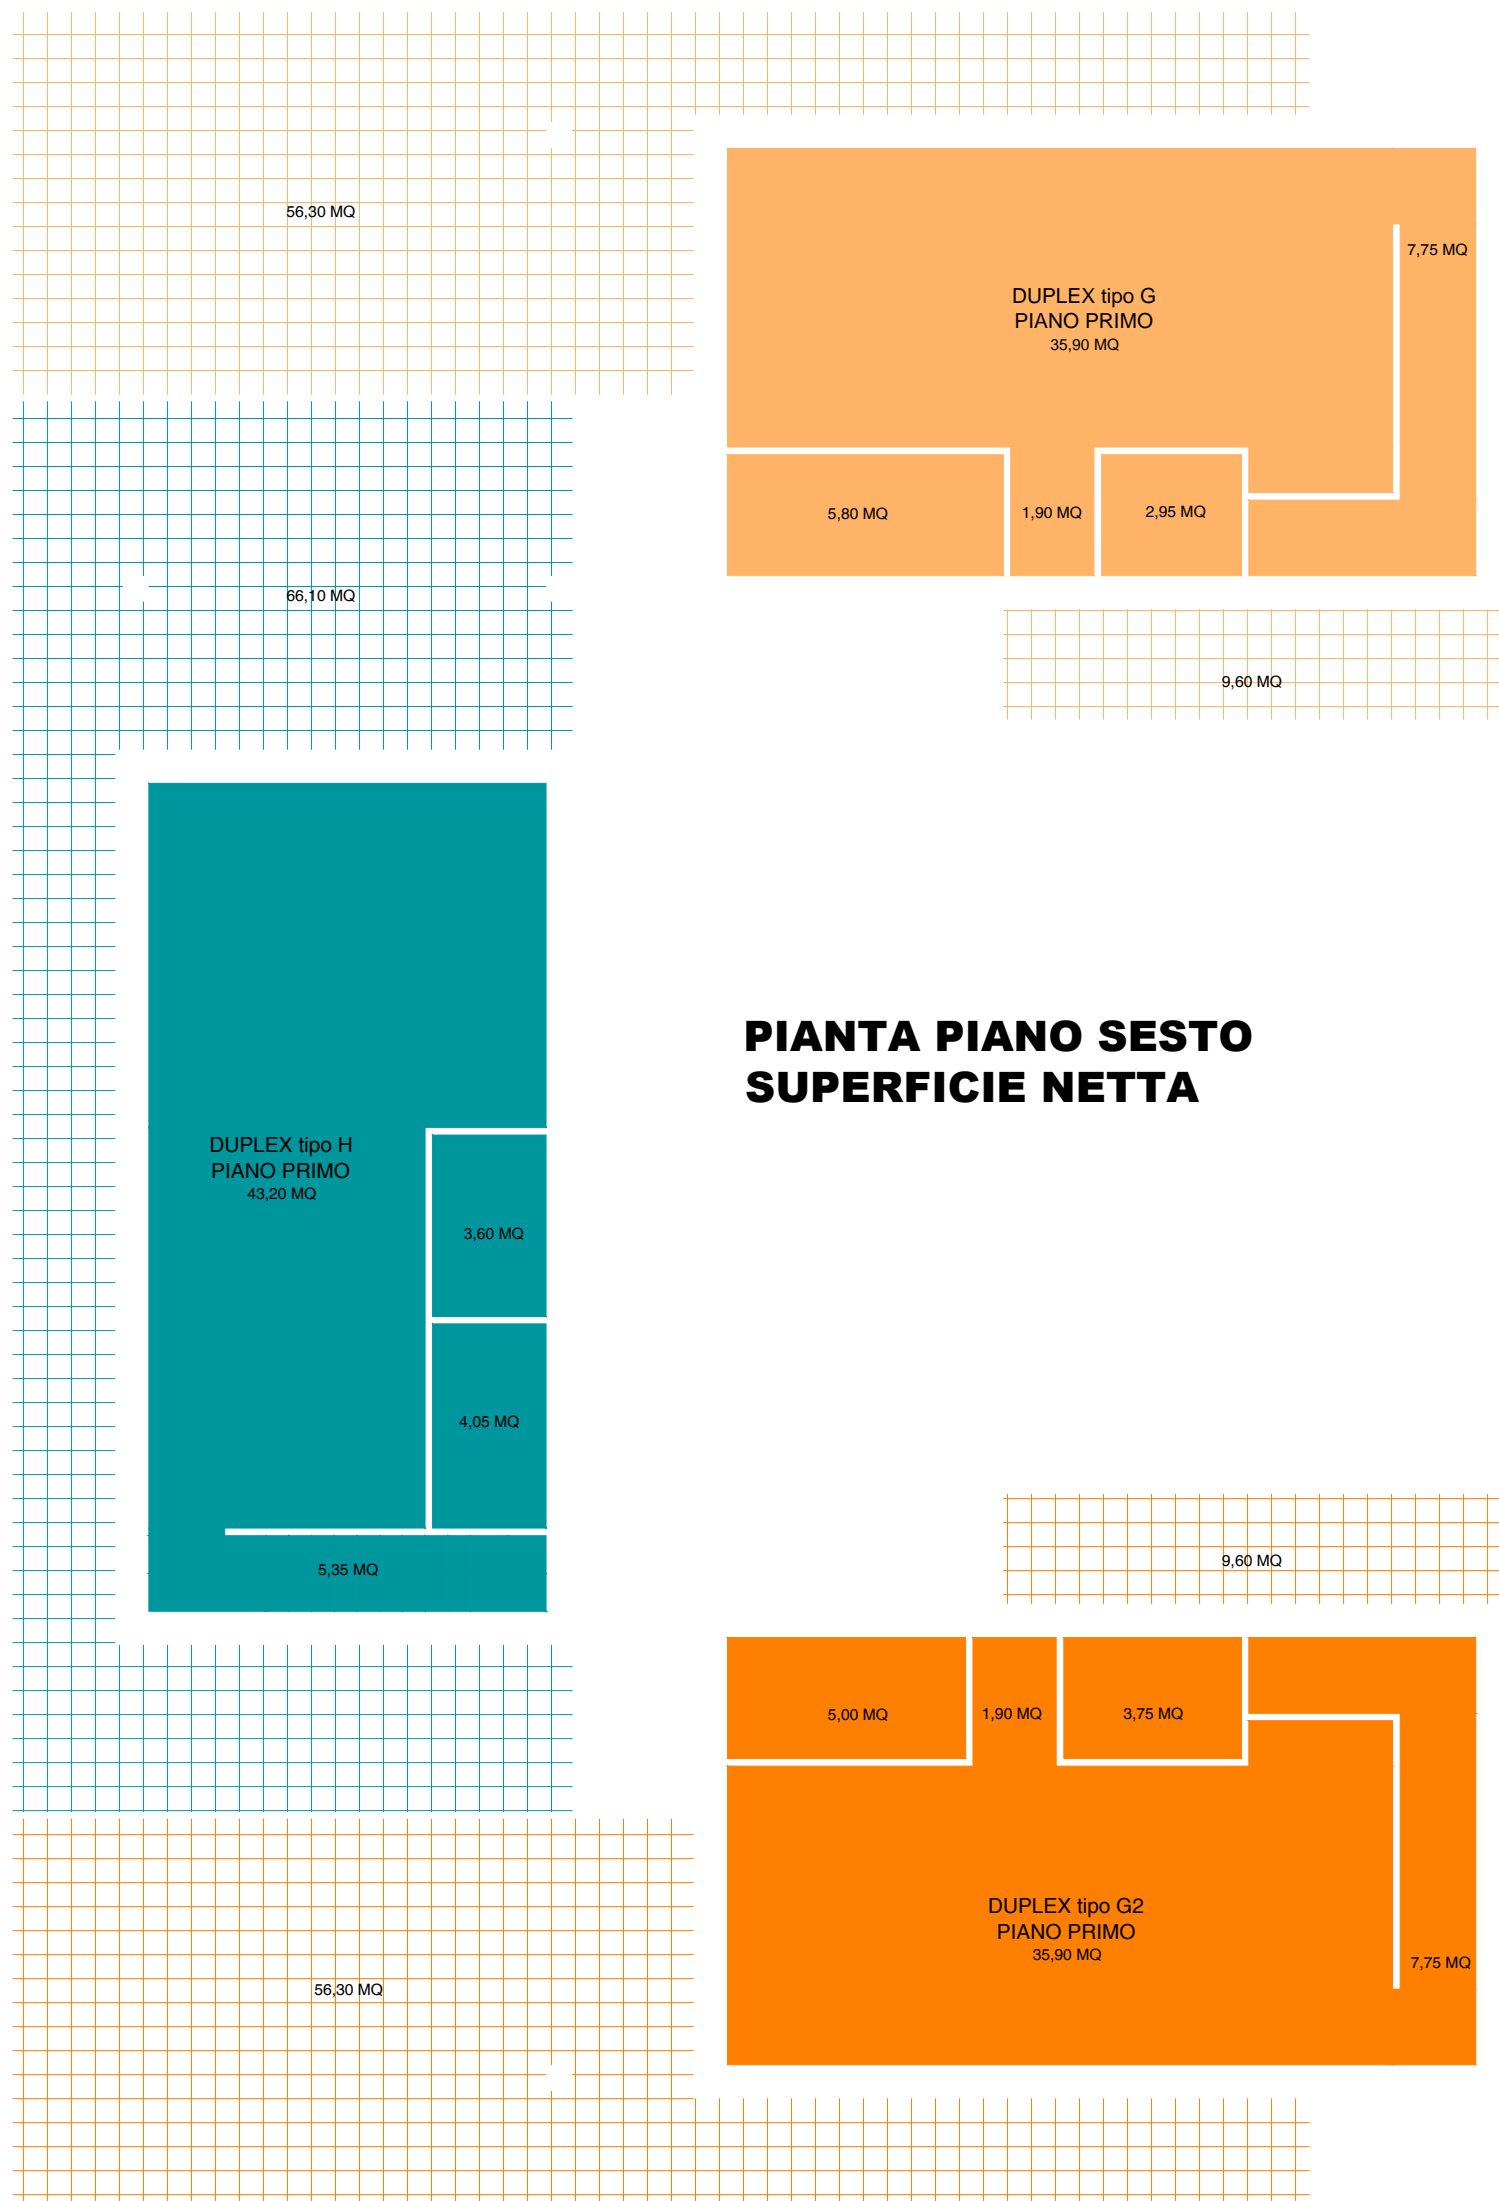 56,30 MQ
7,75 MQ
DUPLEX tipo G
PIANO PRIMO
35,90 MQ
5,80 MQ
1,90 MQ
2,95 MQ
66,10 MQ
9,60 MQ
PIANTA PIANO SESTO
SUPERFICIE NETTA
DUPLEX tipo H
PIANO PRIMO
43,20 MQ
3,60 MQ
4,05 MQ
5,35 MQ
9,60 MQ
5,00 MQ
1,90 MQ
3,75 MQ
DUPLEX tipo G2
PIANO PRIMO
35,90 MQ
7,75 MQ
56,30 MQ